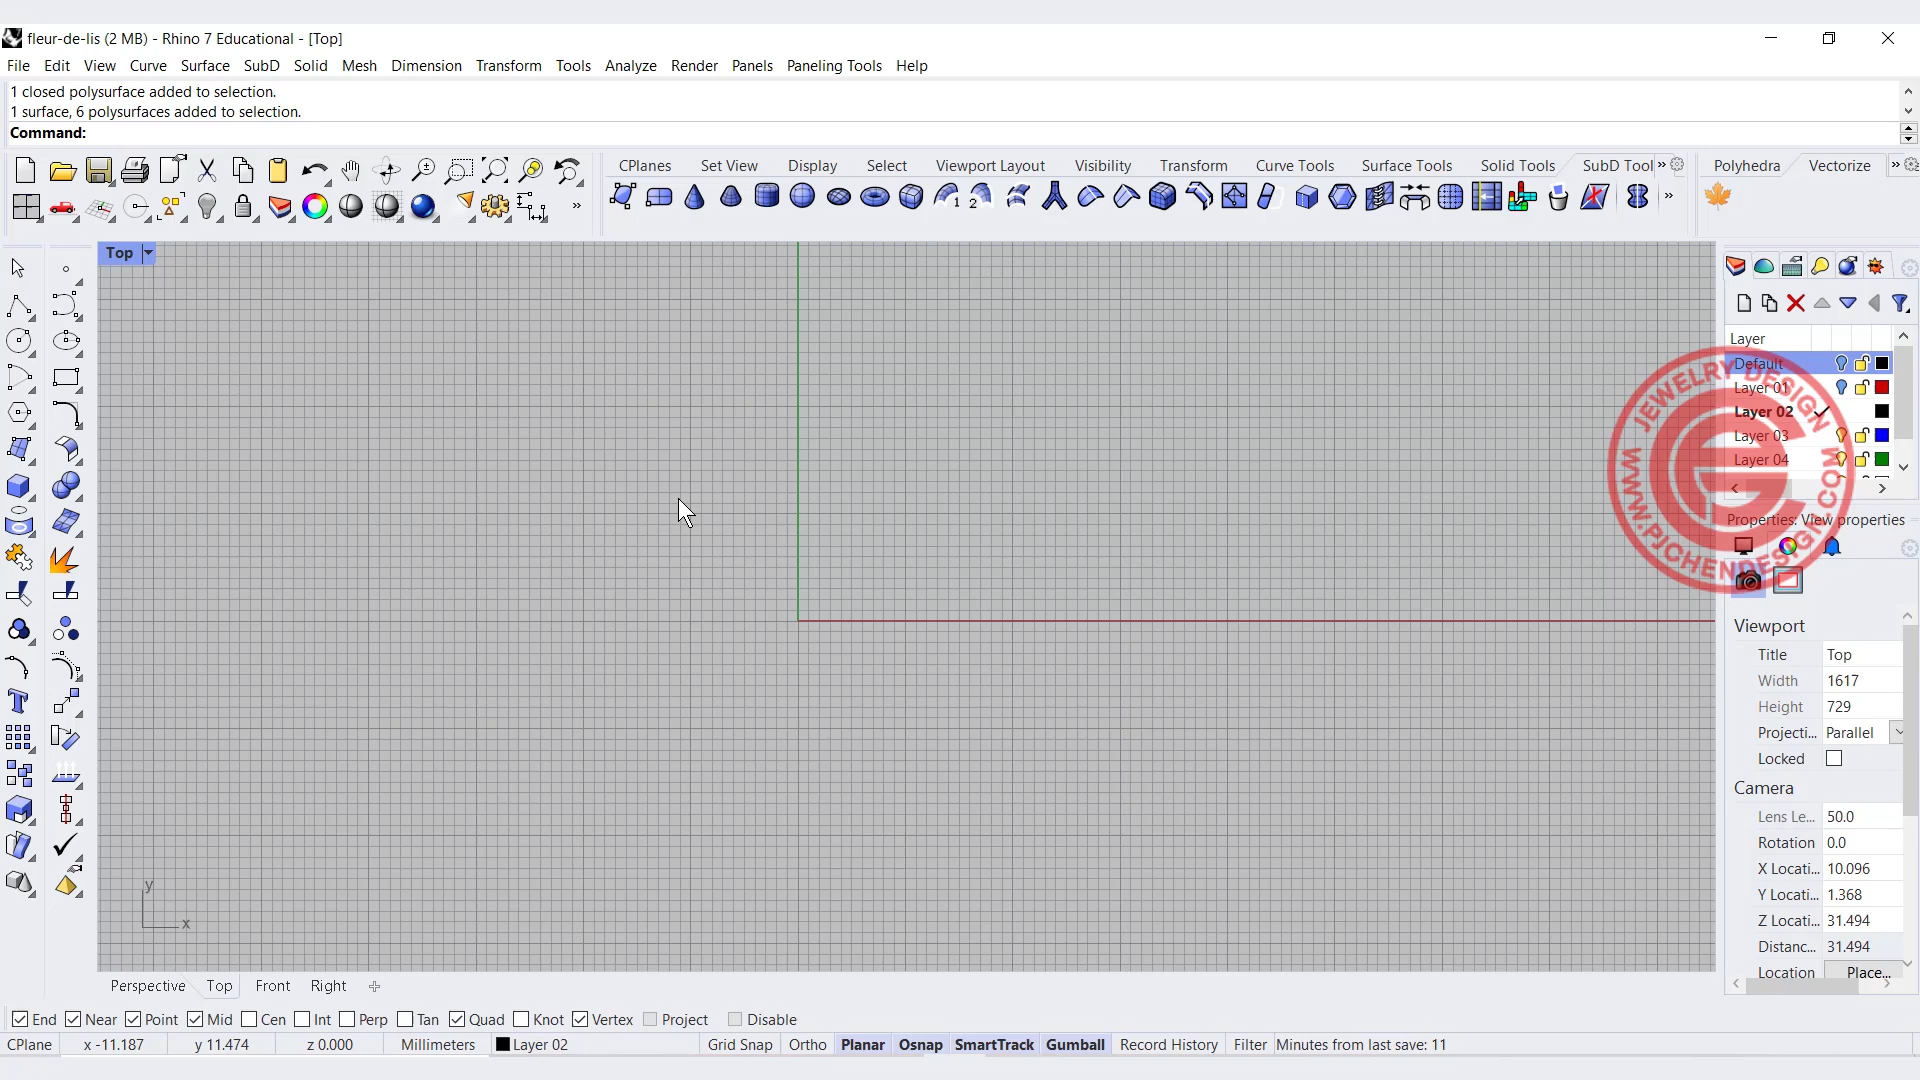 fleur-de-lis (2 MB) - Rhino 7 Educational - [Top]
File Edit View Curve Surface SubD Solid Mesh Dimension Transform Tools Analyze Render Panels Paneling Tools Help
1 closed polysurface added to selection.
1 surface, 6 polysurfaces added to selection.
Command:
CPlanes Set View Display Select Viewport Layout Visibility Transform Curve Tools Surface Tools Solid Tools SubD Tool » Polyhedra Vectorize »
1 2
Top
Layer
Default
Layer 01
Layer 02
Layer 03
Layer 04
JEWELRY DESIGN
WWW.PJCHENDESIGN.COM
Properties: View properties
Viewport
Title Top
Width 1617
Height 729
Projecti... Parallel
Locked
Camera
Lens Le... 50.0
Rotation 0.0
X Locati... 10.096
Y Locati... 1.368
Z Locati... 31.494
Distanc... 31.494
Location Place...
y
x
Perspective Top Front Right
End Near Point Mid Cen Int Perp Tan Quad Knot Vertex Project Disable
CPlane x -11.187 y 11.474 z 0.000 Millimeters Layer 02 Grid Snap Ortho Planar Osnap SmartTrack Gumball Record History Filter Minutes from last save: 11